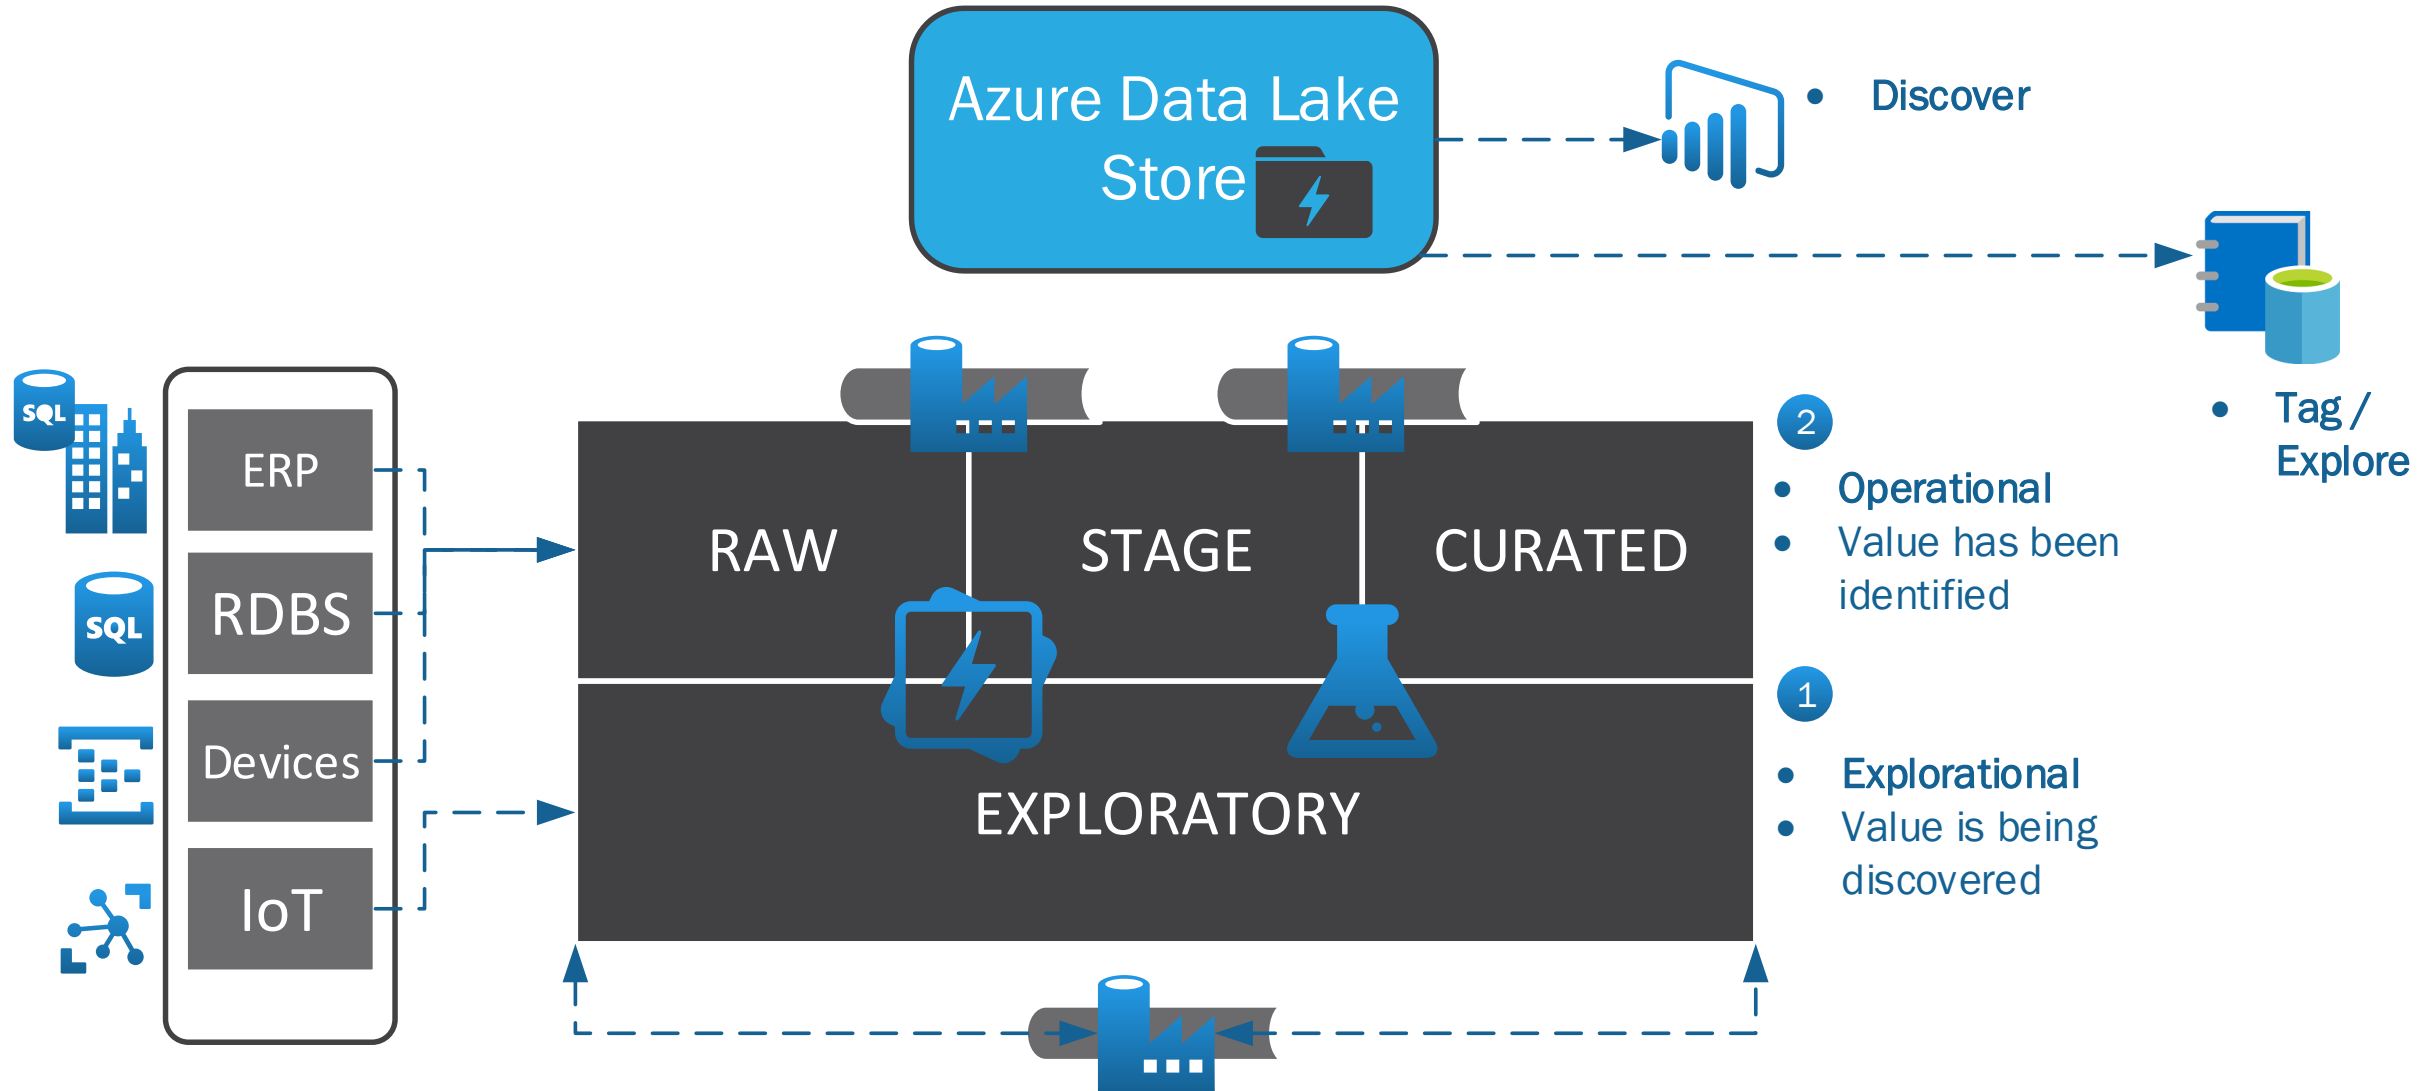 Azure Data Lake
Store
• Discover
• Tag /
Explore
SQL
ERP
SQL
RDBS
Devices
IoT
RAW
STAGE
CURATED
EXPLORATORY
2
• Operational
• Value has been
identified
1
• Explorational
• Value is being
discovered